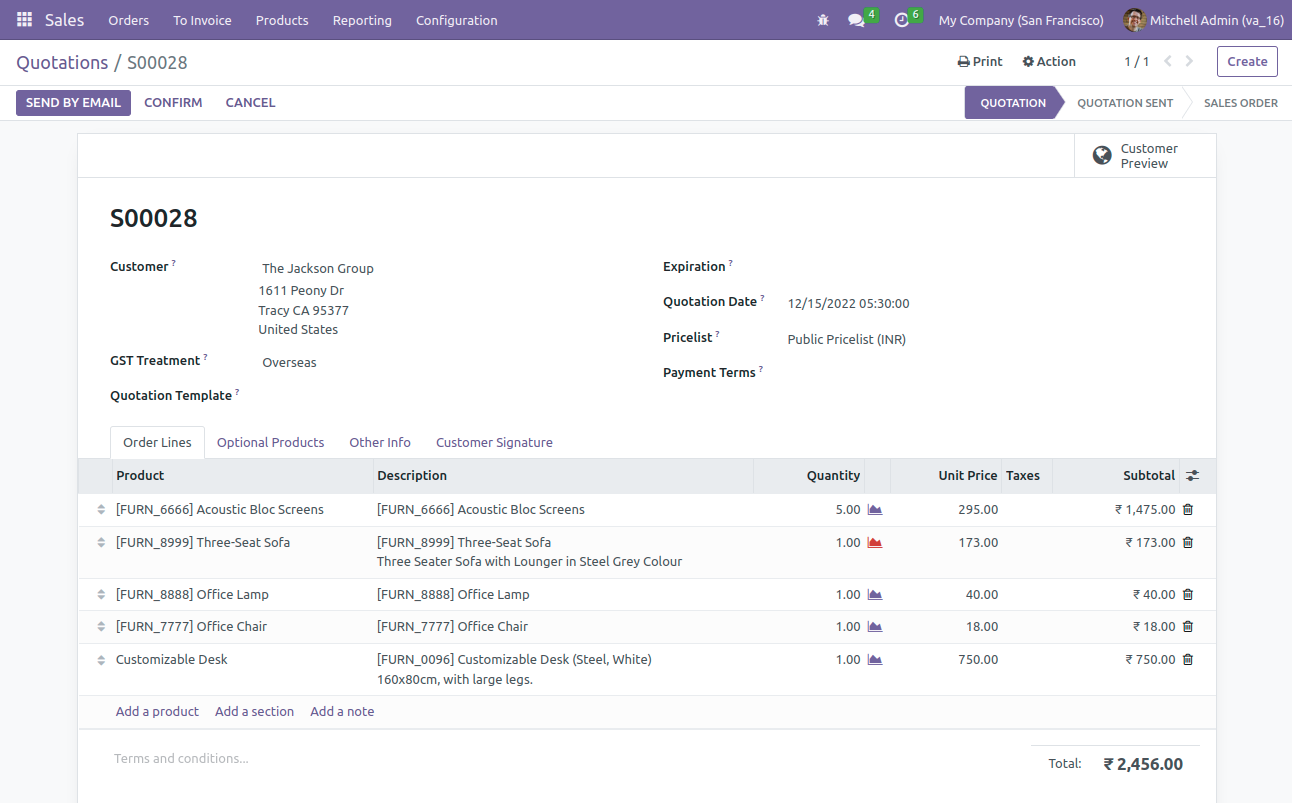 Sales Orders To Invoice Products Reporting Configuration 4 6 My Company (San Francisco) Mitchell Admin (va_16)
Quotations / S00028 Print Action 1 / 1 Create
SEND BY EMAIL CONFIRM CANCEL QUOTATION QUOTATION SENT SALES ORDER
Customer
Preview
S00028
Customer ? The Jackson Group
1611 Peony Dr
Tracy CA 95377
United States
GST Treatment ? Overseas
Quotation Template ?
Expiration ?
Quotation Date ? 12/15/2022 05:30:00
Pricelist ? Public Pricelist (INR)
Payment Terms ?
Order Lines Optional Products Other Info Customer Signature
Product Description Quantity Unit Price Taxes Subtotal
[FURN_6666] Acoustic Bloc Screens [FURN_6666] Acoustic Bloc Screens 5.00 295.00 ₹ 1,475.00
[FURN_8999] Three-Seat Sofa [FURN_8999] Three-Seat Sofa 1.00 173.00 ₹ 173.00
Three Seater Sofa with Lounger in Steel Grey Colour
[FURN_8888] Office Lamp [FURN_8888] Office Lamp 1.00 40.00 ₹ 40.00
[FURN_7777] Office Chair [FURN_7777] Office Chair 1.00 18.00 ₹ 18.00
Customizable Desk [FURN_0096] Customizable Desk (Steel, White) 1.00 750.00 ₹ 750.00
160x80cm, with large legs.
Add a product Add a section Add a note
Terms and conditions...
Total: ₹ 2,456.00